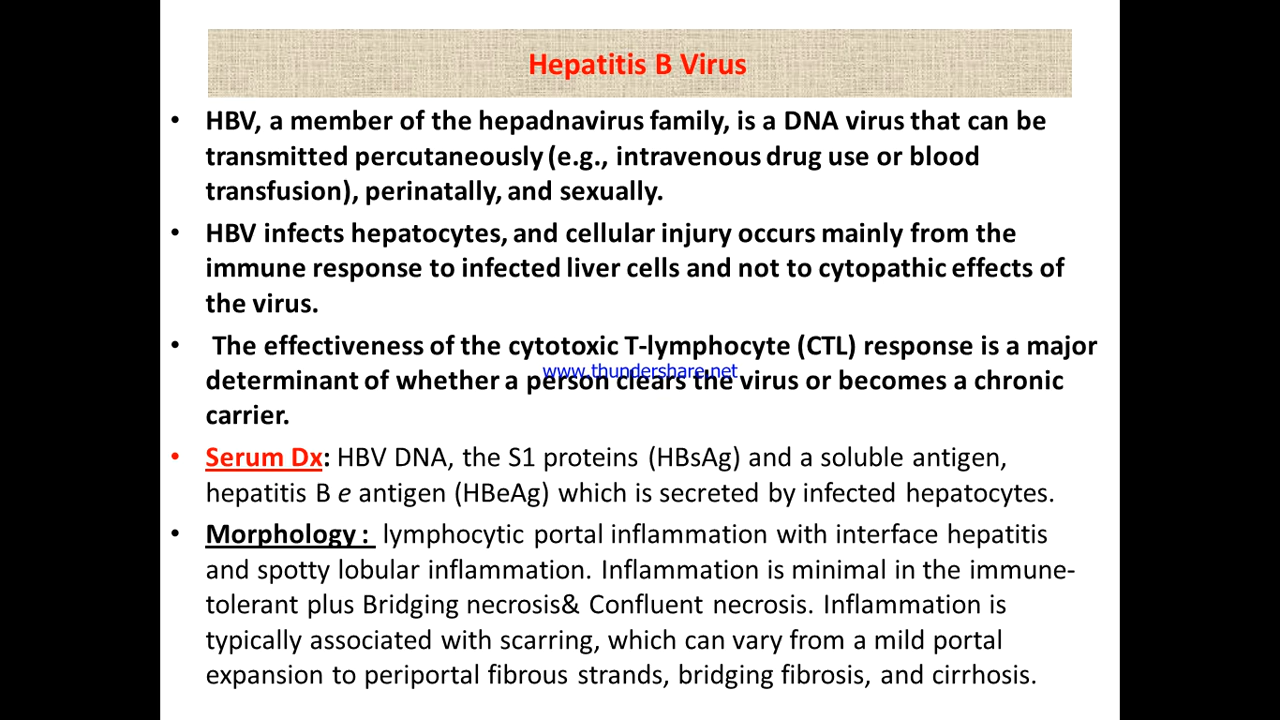 Hepatitis B Virus
• HBV, a member of the hepadnavirus family, is a DNA virus that can be
transmitted percutaneously (e.g., intravenous drug use or blood
transfusion), perinatally, and sexually.
• HBV infects hepatocytes, and cellular injury occurs mainly from the
immune response to infected liver cells and not to cytopathic effects of
the virus.
• The effectiveness of the cytotoxic T-lymphocyte (CTL) response is a major
www.thundershare.net
determinant of whether a person clears the virus or becomes a chronic
carrier.
• Serum Dx: HBV DNA, the S1 proteins (HBsAg) and a soluble antigen,
hepatitis B e antigen (HBeAg) which is secreted by infected hepatocytes.
• Morphology : lymphocytic portal inflammation with interface hepatitis
and spotty lobular inflammation. Inflammation is minimal in the immune-
tolerant plus Bridging necrosis& Confluent necrosis. Inflammation is
typically associated with scarring, which can vary from a mild portal
expansion to periportal fibrous strands, bridging fibrosis, and cirrhosis.